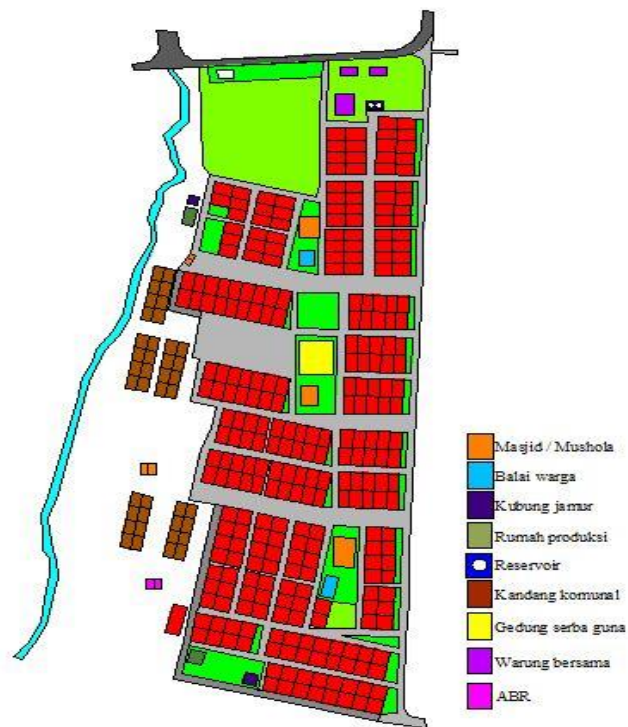 Masjid / Mushola
Balai warga
Kubung jamur
Rumah produksi
Reservoir
Kandang komunal
Gedung serba guna
Warung bersama
ABR